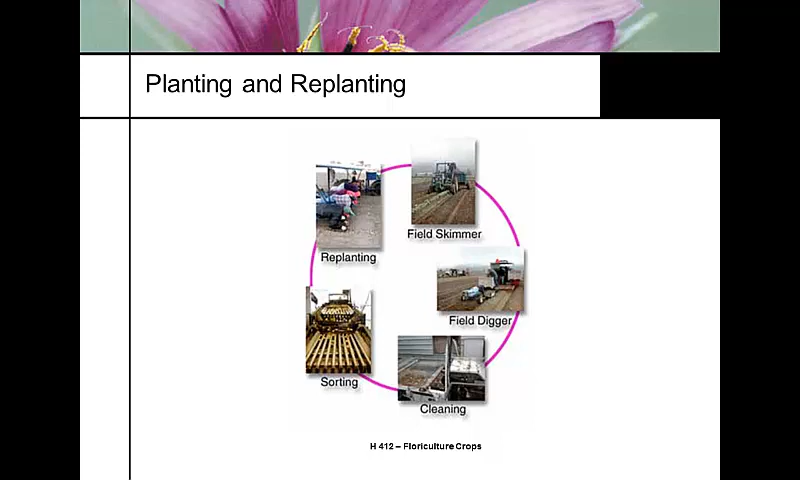 Planting and Replanting
Field Skimmer
Replanting
Field Digger
Sorting
Cleaning
H 412 – Floriculture Crops